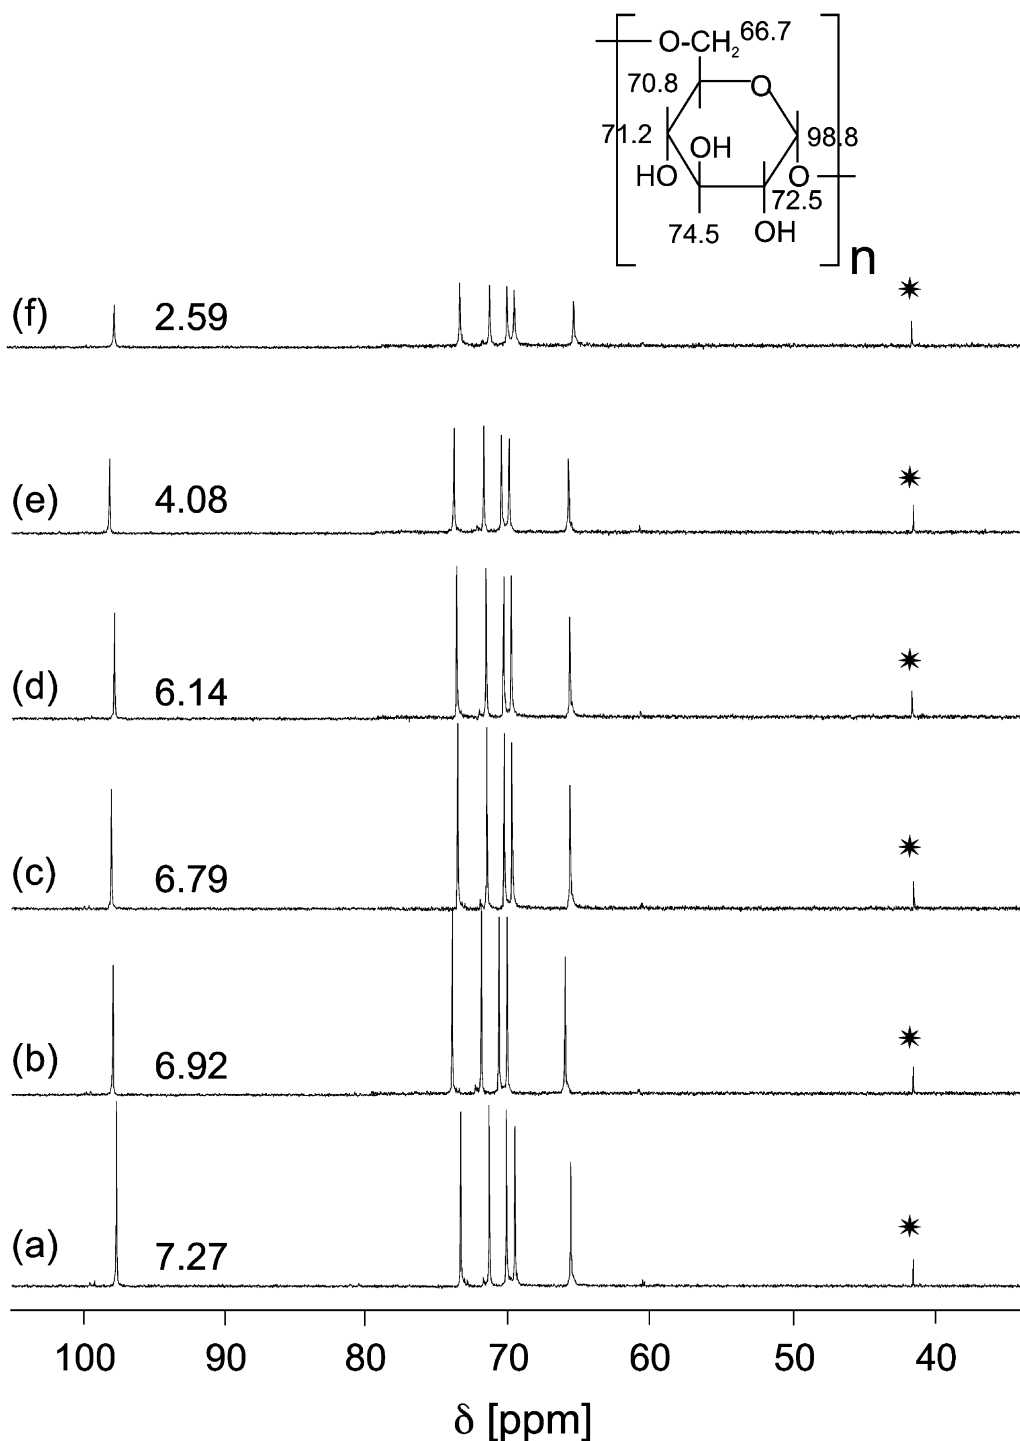 O-CH2 66.7
70.8 O
71.2 OH 98.8
HO O
72.5
74.5 OH
n
(f) 2.59
(e) 4.08
(d) 6.14
(c) 6.79
(b) 6.92
(a) 7.27
100 90 80 70 60 50 40
δ [ppm]